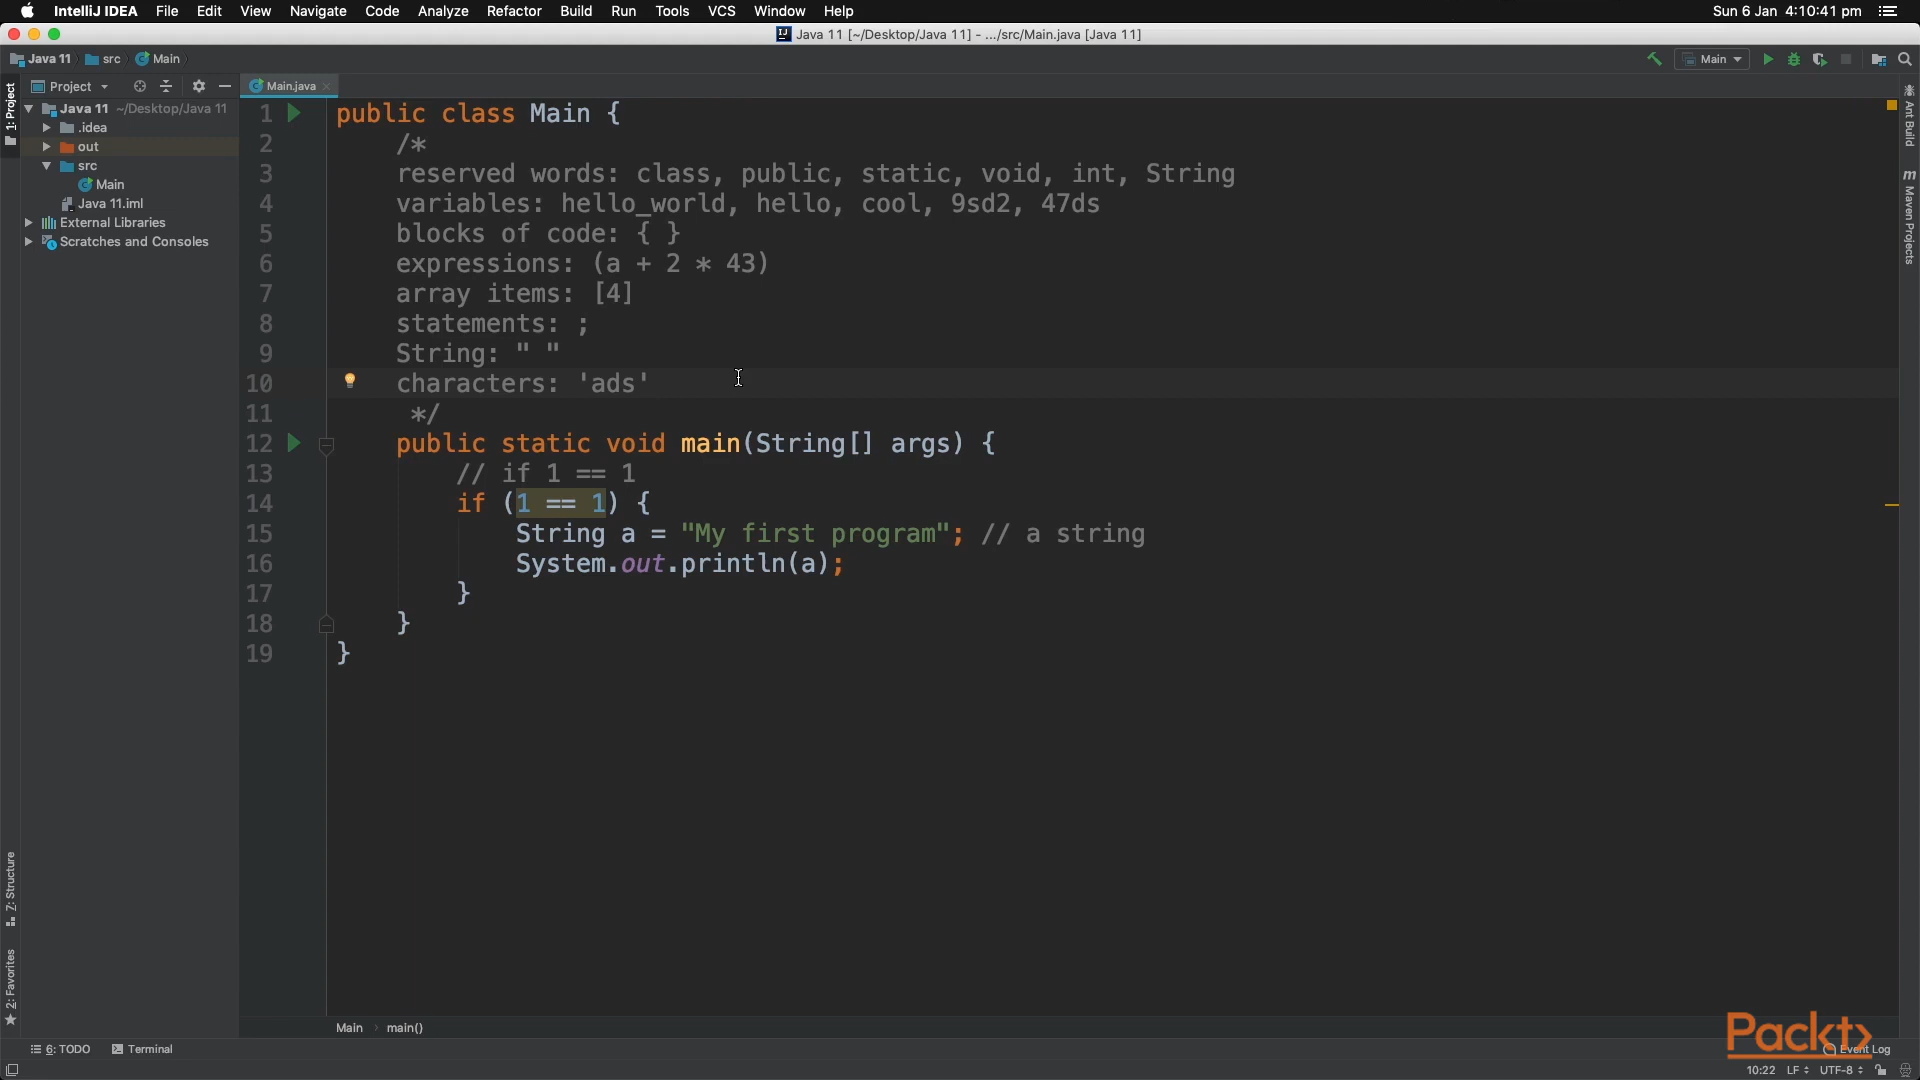 IntelliJ IDEA File Edit View Navigate Code Analyze Refactor Build Run Tools VCS Window Help Sun 6 Jan 4:10:41 pm
Java 11 [~/Desktop/Java 11] - .../src/Main.java [Java 11]
Java 11 src Main Main
Project Main.java
1: Project
Java 11 ~/Desktop/Java 11
.idea
out
src
Main
Java 11.iml
External Libraries
Scratches and Consoles
1 public class Main {
2 /*
3 reserved words: class, public, static, void, int, String
4 variables: hello_world, hello, cool, 9sd2, 47ds
5 blocks of code: { }
6 expressions: (a + 2 * 43)
7 array items: [4]
8 statements: ;
9 String: " "
10 characters: 'ads'
11 */
12 public static void main(String[] args) {
13 // if 1 == 1
14 if (1 == 1) {
15 String a = "My first program"; // a string
16 System.out.println(a);
17 }
18 }
19 }
Ant Build
Maven Projects
7: Structure
2: Favorites
Main main()
6: TODO Terminal
Packt
Event Log
10:22 LF UTF-8